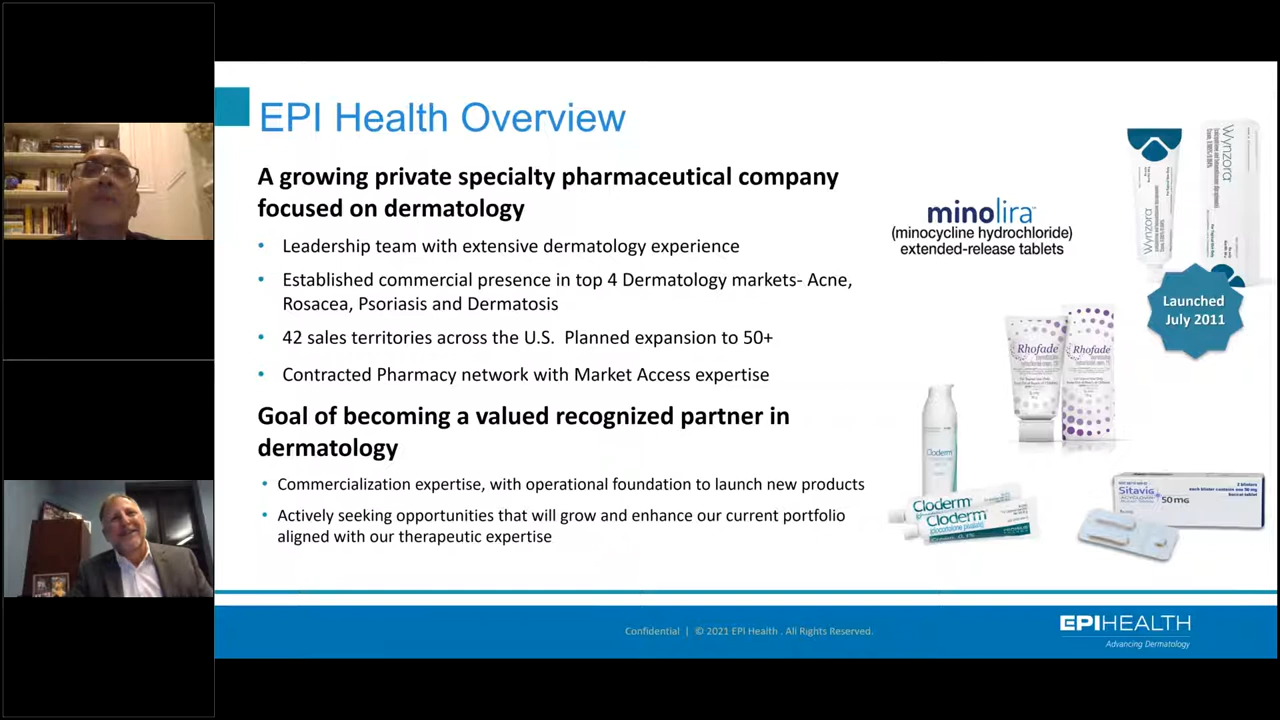 EPI Health Overview
A growing private specialty pharmaceutical company
focused on dermatology
• Leadership team with extensive dermatology experience
• Established commercial presence in top 4 Dermatology markets- Acne,
Rosacea, Psoriasis and Dermatosis
• 42 sales territories across the U.S. Planned expansion to 50+
• Contracted Pharmacy network with Market Access expertise
Goal of becoming a valued recognized partner in
dermatology
• Commercialization expertise, with operational foundation to launch new products
• Actively seeking opportunities that will grow and enhance our current portfolio
aligned with our therapeutic expertise
minolira™
(minocycline hydrochloride)
extended-release tablets
Wynzora
Wynzora
Launched
July 2011
Rhofade
Rhofade
Cloderm
Cloderm
Cloderm
Sitavig
50 mg
Confidential | © 2021 EPI Health . All Rights Reserved.
EPIHEALTH
Advancing Dermatology